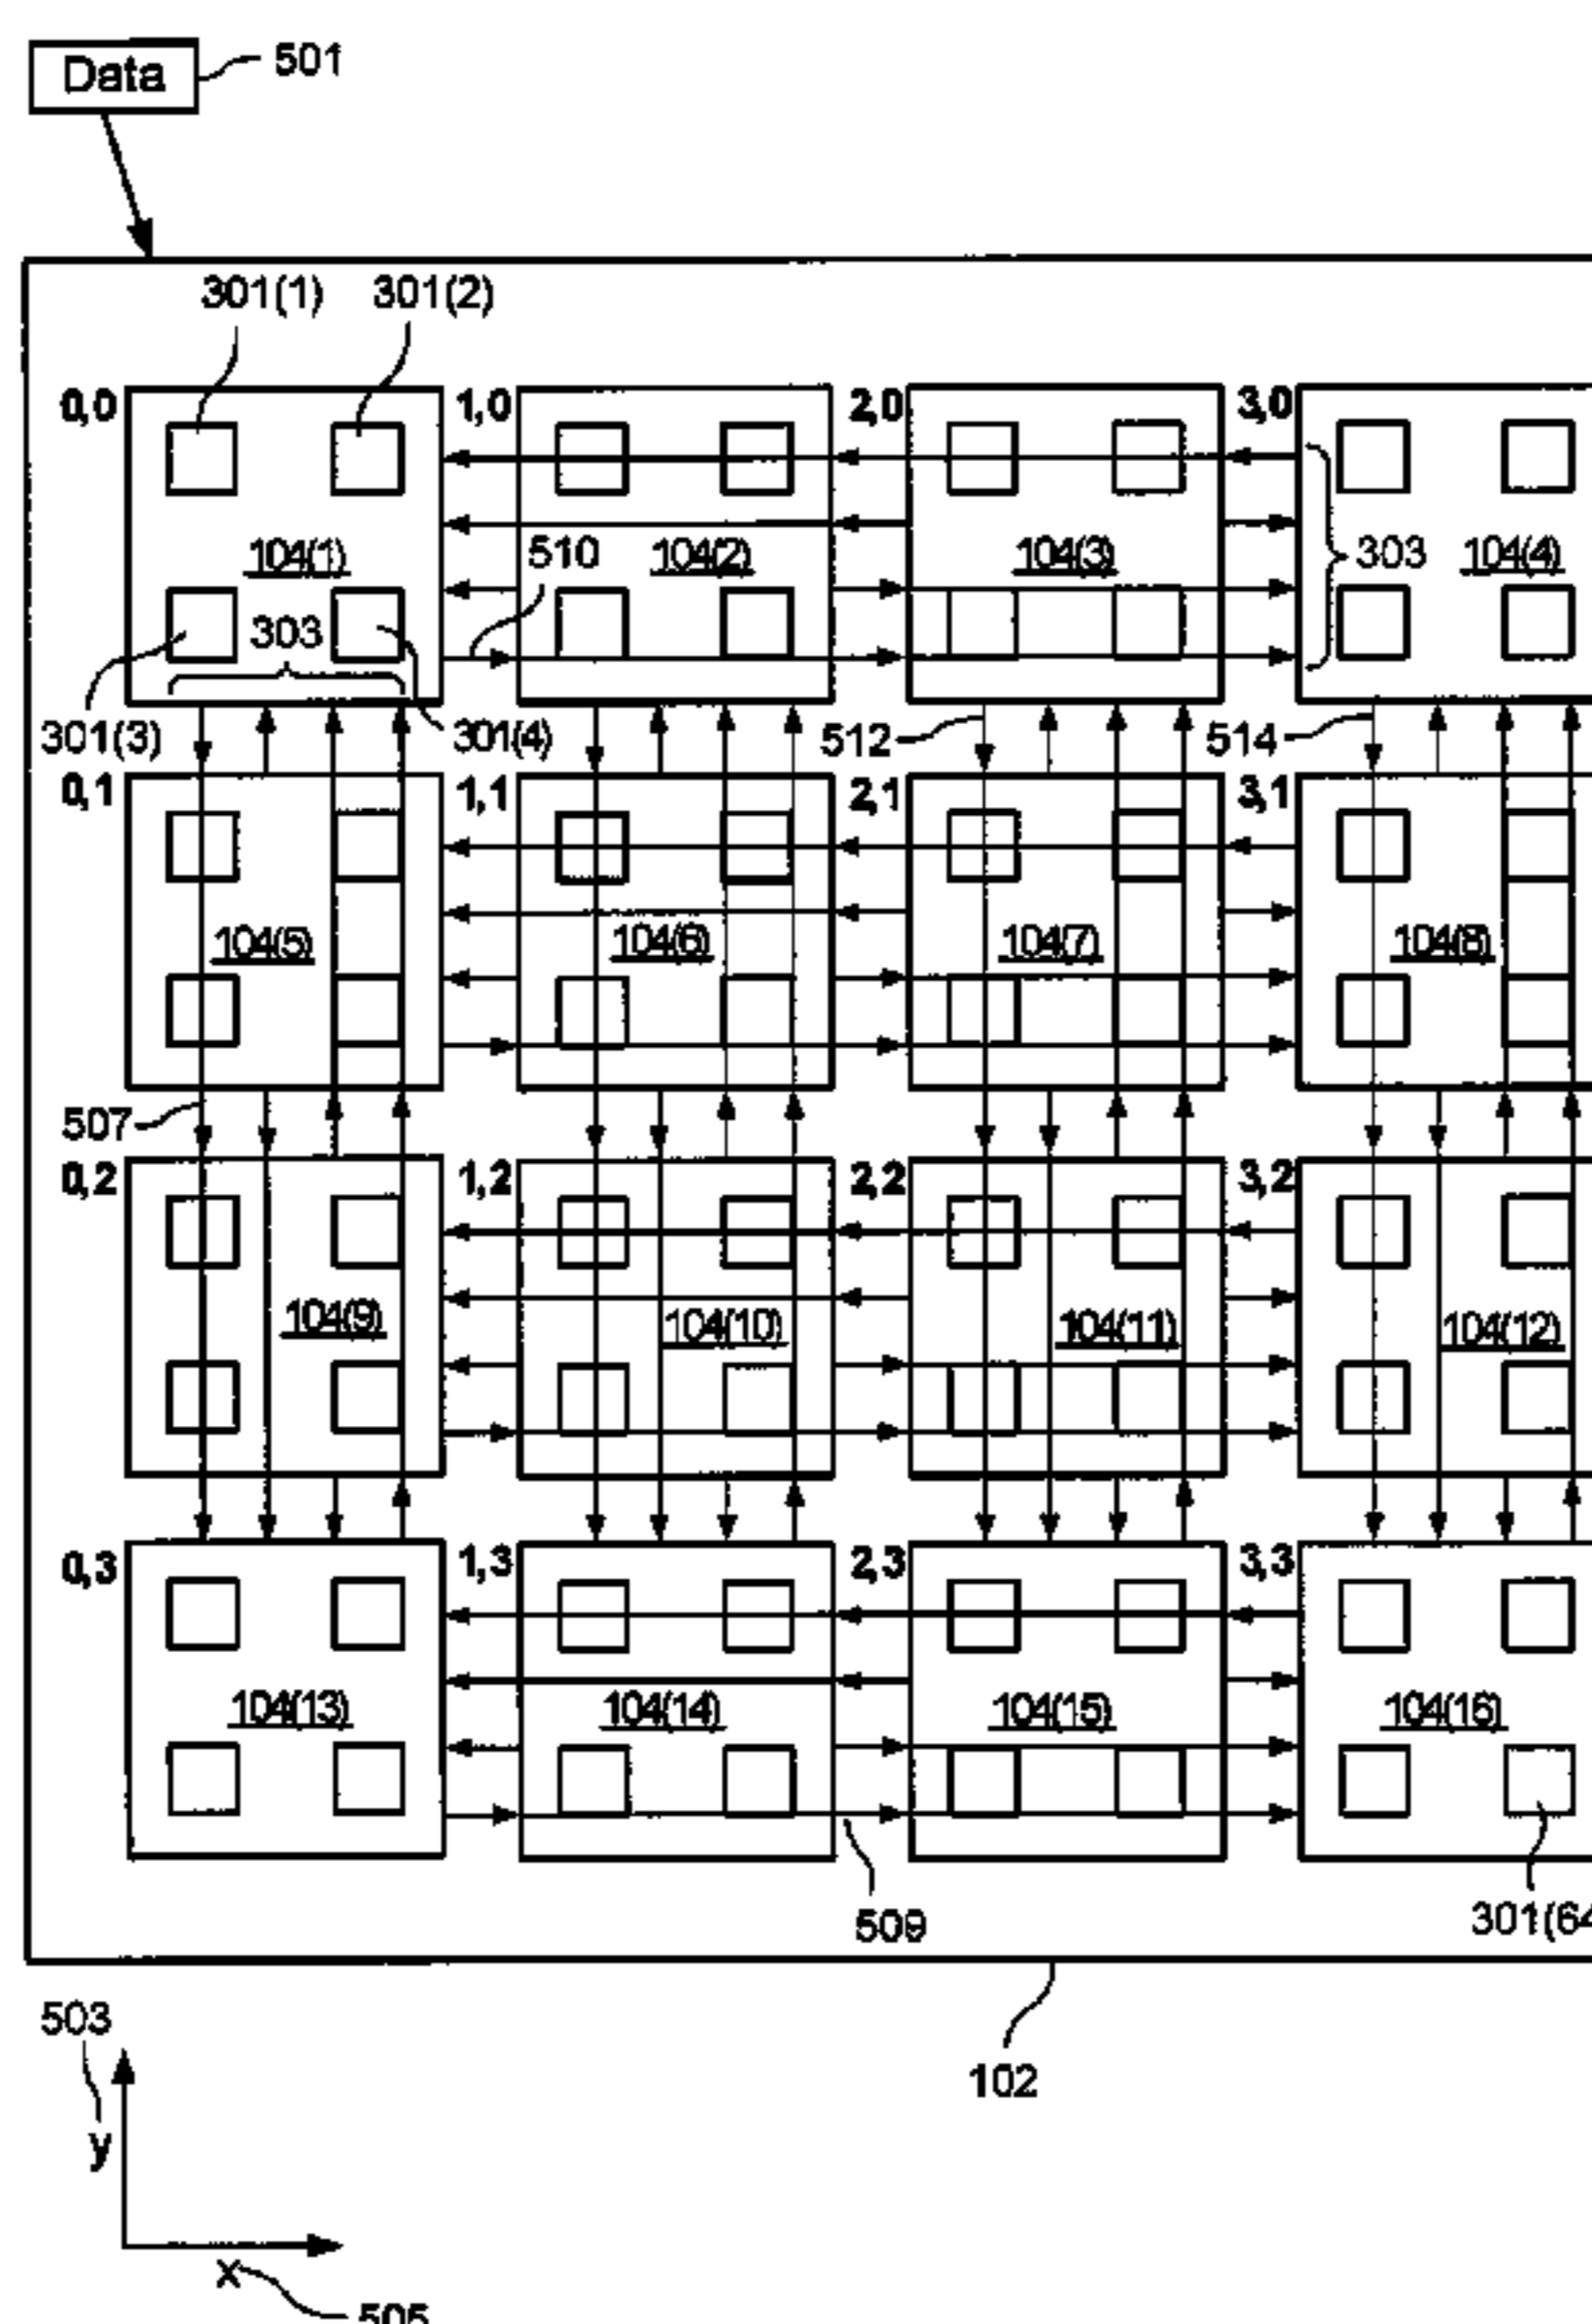 Data
501
301(1) 301(2)
0,0 1,0 2,0 3,0
104(1) 510 104(2) 104(3) 303 104(4)
303
301(3) 301(4) 512 514
0,1 1,1 2,1 3,1
104(5) 104(6) 104(7) 104(8)
507
0,2 1,2 2,2 3,2
104(9) 104(10) 104(11) 104(12)
0,3 1,3 2,3 3,3
104(13) 104(14) 104(15) 104(16)
509 301(64
503
102
y
x
505